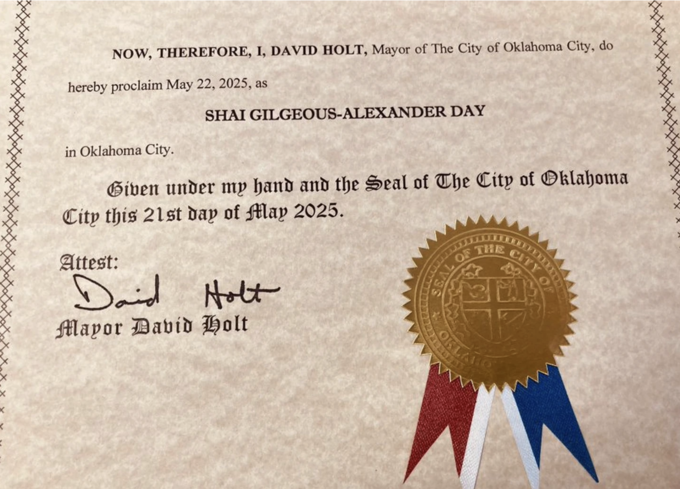 NOW, THEREFORE, I, DAVID HOLT, Mayor of The City of Oklahoma City, do
hereby proclaim May 22, 2025, as
SHAI GILGEOUS-ALEXANDER DAY
in Oklahoma City.
Given under my hand and the Seal of The City of Oklahoma
City this 21st day of May 2025.
Attest:
David Holt
Mayor David Holt
SEAL OF THE CITY OF